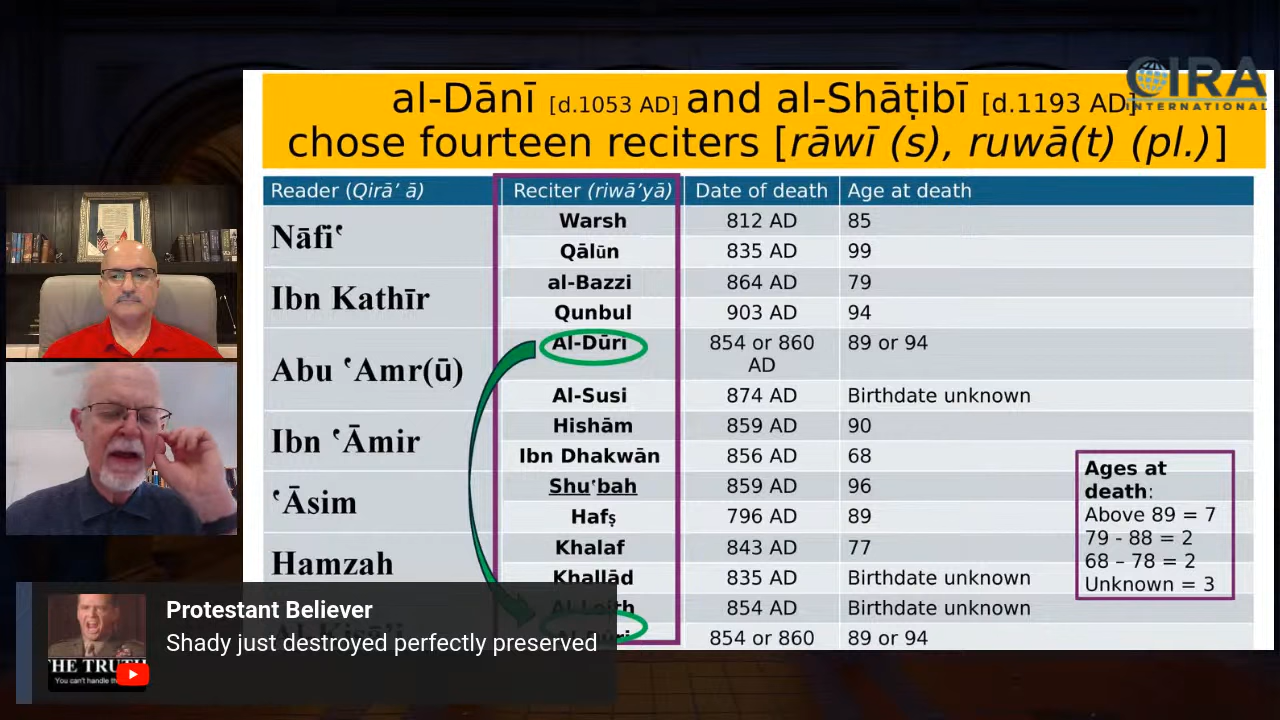 CIRA
INTERNATIONAL
al-Dānī [d.1053 AD] and al-Shāṭibī [d.1193 AD]
chose fourteen reciters [rāwī (s), ruwā(t) (pl.)]
Reader (Qirā’ ā) Reciter (riwā’yā) Date of death Age at death
Nāfiʿ
Warsh 812 AD 85
Qālūn 835 AD 99
Ibn Kathīr
al-Bazzi 864 AD 79
Qunbul 903 AD 94
Abu ʿAmr(ū)
Al-Dūri 854 or 860 AD 89 or 94
Al-Susi 874 AD Birthdate unknown
Ibn ʿĀmir
Hishām 859 AD 90
Ibn Dhakwān 856 AD 68
ʿĀsim
Shuʿbah 859 AD 96
Hafṣ 796 AD 89
Hamzah
Khalaf 843 AD 77
Khallād 835 AD Birthdate unknown
854 AD Birthdate unknown
854 or 860 89 or 94
Ages at
death:
Above 89 = 7
79 - 88 = 2
68 – 78 = 2
Unknown = 3
Protestant Believer
Shady just destroyed perfectly preserved
THE TRUTH
You can't handle